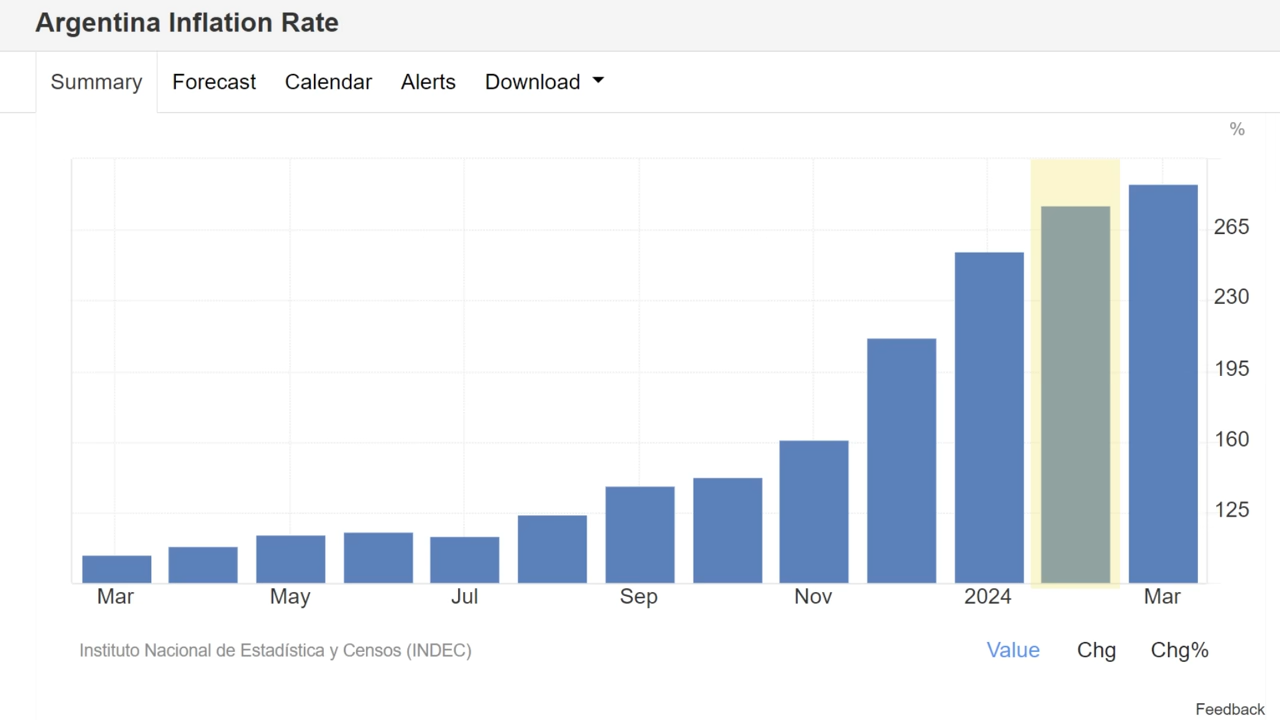 Argentina Inflation Rate
Summary Forecast Calendar Alerts Download
%
265
230
195
160
125
Mar May Jul Sep Nov 2024 Mar
Instituto Nacional de Estadística y Censos (INDEC)
Value Chg Chg%
Feedback